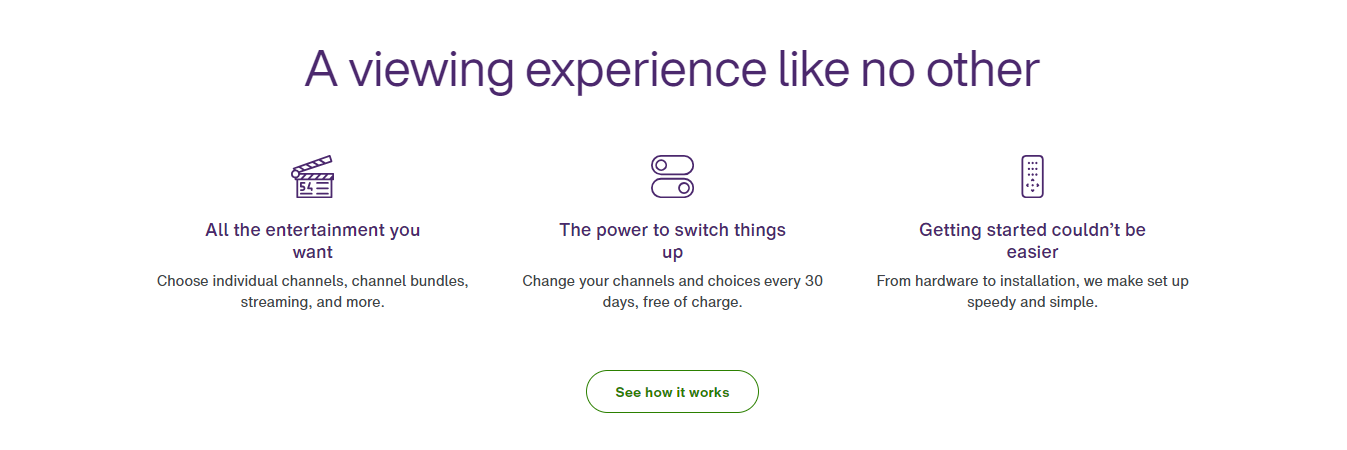 A viewing experience like no other
54
All the entertainment you
want
Choose individual channels, channel bundles,
streaming, and more.
The power to switch things
up
Change your channels and choices every 30
days, free of charge.
Getting started couldn’t be
easier
From hardware to installation, we make set up
speedy and simple.
See how it works